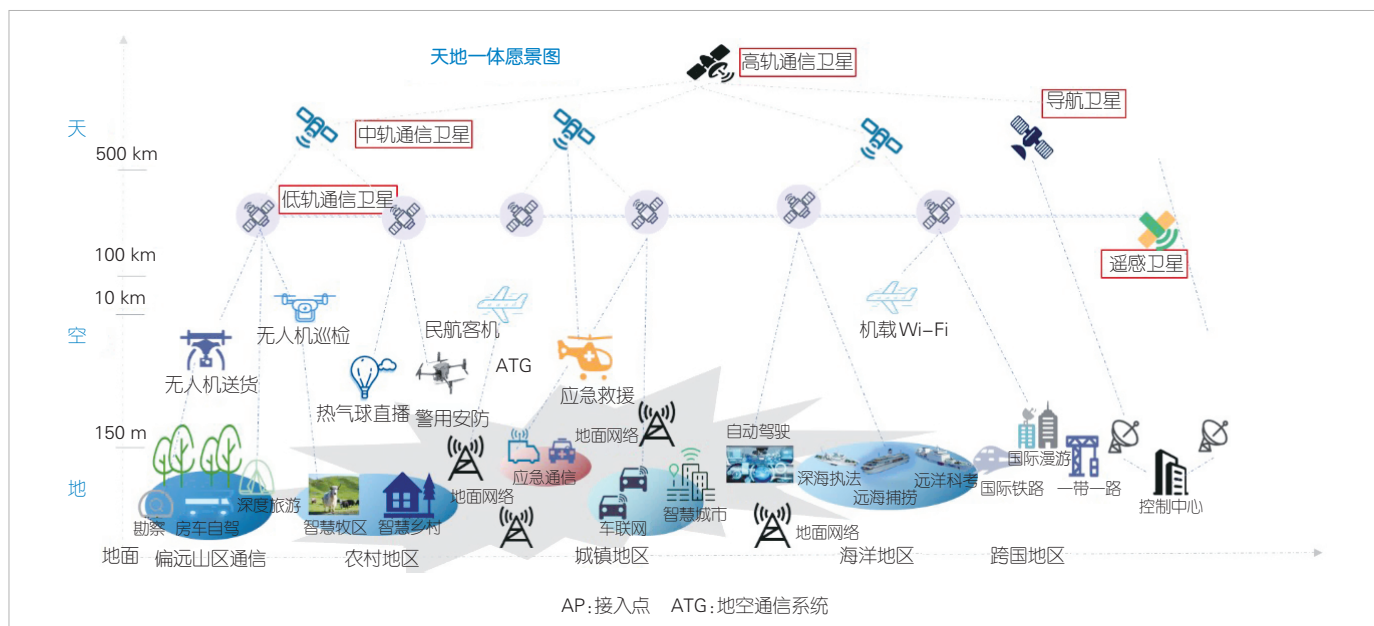 天地一体愿景图
高轨通信卫星
导航卫星
天
中轨通信卫星
500 km
低轨通信卫星
100 km
遥感卫星
10 km
空
无人机巡检
民航客机
机载Wi-Fi
无人机送货
ATG
应急救援
热气球直播
警用安防
150 m
地面网络
自动驾驶
国际漫游
地
应急通信
深海执法
远洋科考
国际铁路
一带一路
深度旅游
地面网络
远海捕捞
控制中心
勘察
房车自驾
智慧牧区
智慧乡村
车联网
智慧城市
地面网络
地面
偏远山区通信
农村地区
城镇地区
海洋地区
跨国地区
AP:接入点 ATG:地空通信系统